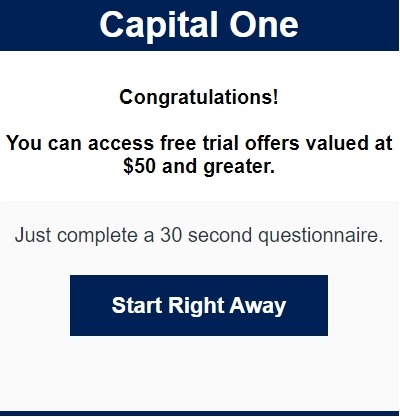 Capital One
Congratulations!
You can access free trial offers valued at
$50 and greater.
Just complete a 30 second questionnaire.
Start Right Away